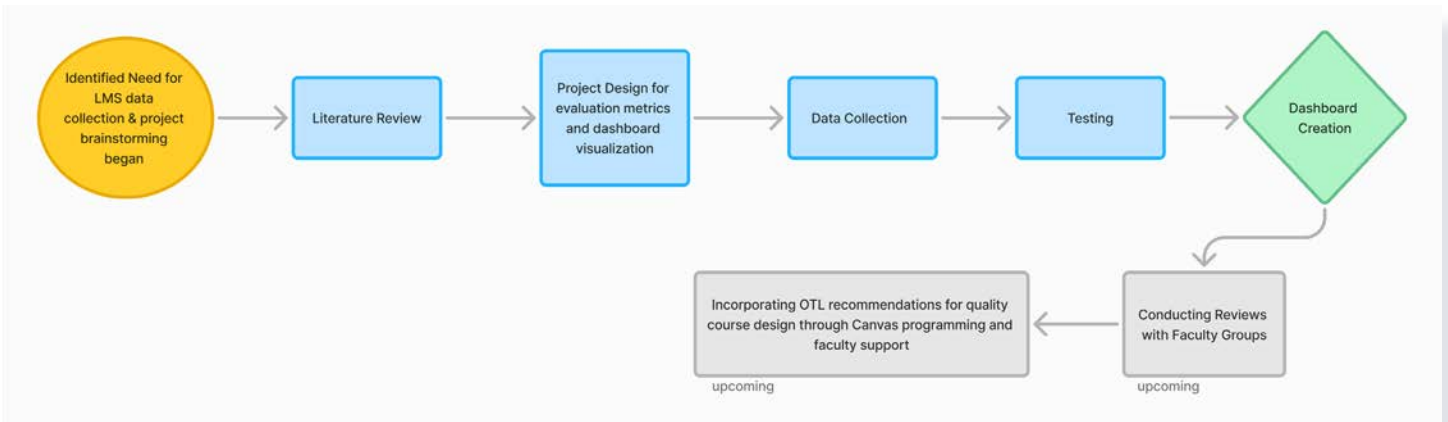 Identified Need for
LMS data
collection & project
brainstorming
began
Literature Review
Project Design for
evaluation metrics
and dashboard
visualization
Data Collection
Testing
Dashboard
Creation
Conducting Reviews
with Faculty Groups
upcoming
Incorporating OTL recommendations for quality
course design through Canvas programming and
faculty support
upcoming